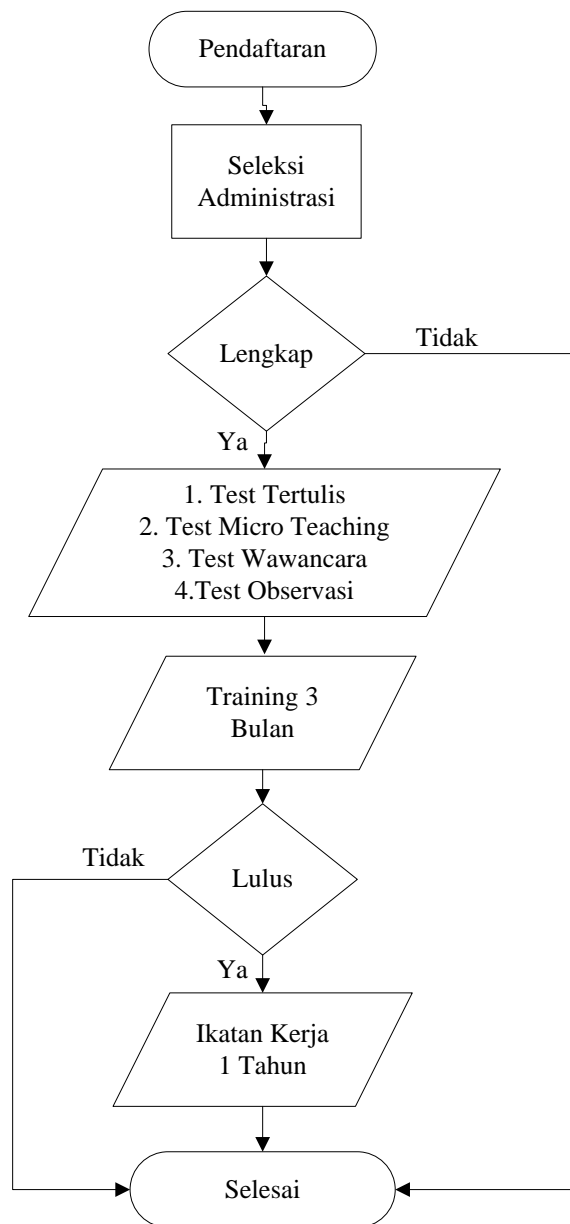 Pendaftaran
Seleksi
Administrasi
Lengkap
Tidak
Ya
1. Test Tertulis
2. Test Micro Teaching
3. Test Wawancara
4.Test Observasi
Training 3
Bulan
Tidak
Lulus
Ya
Ikatan Kerja
1 Tahun
Selesai